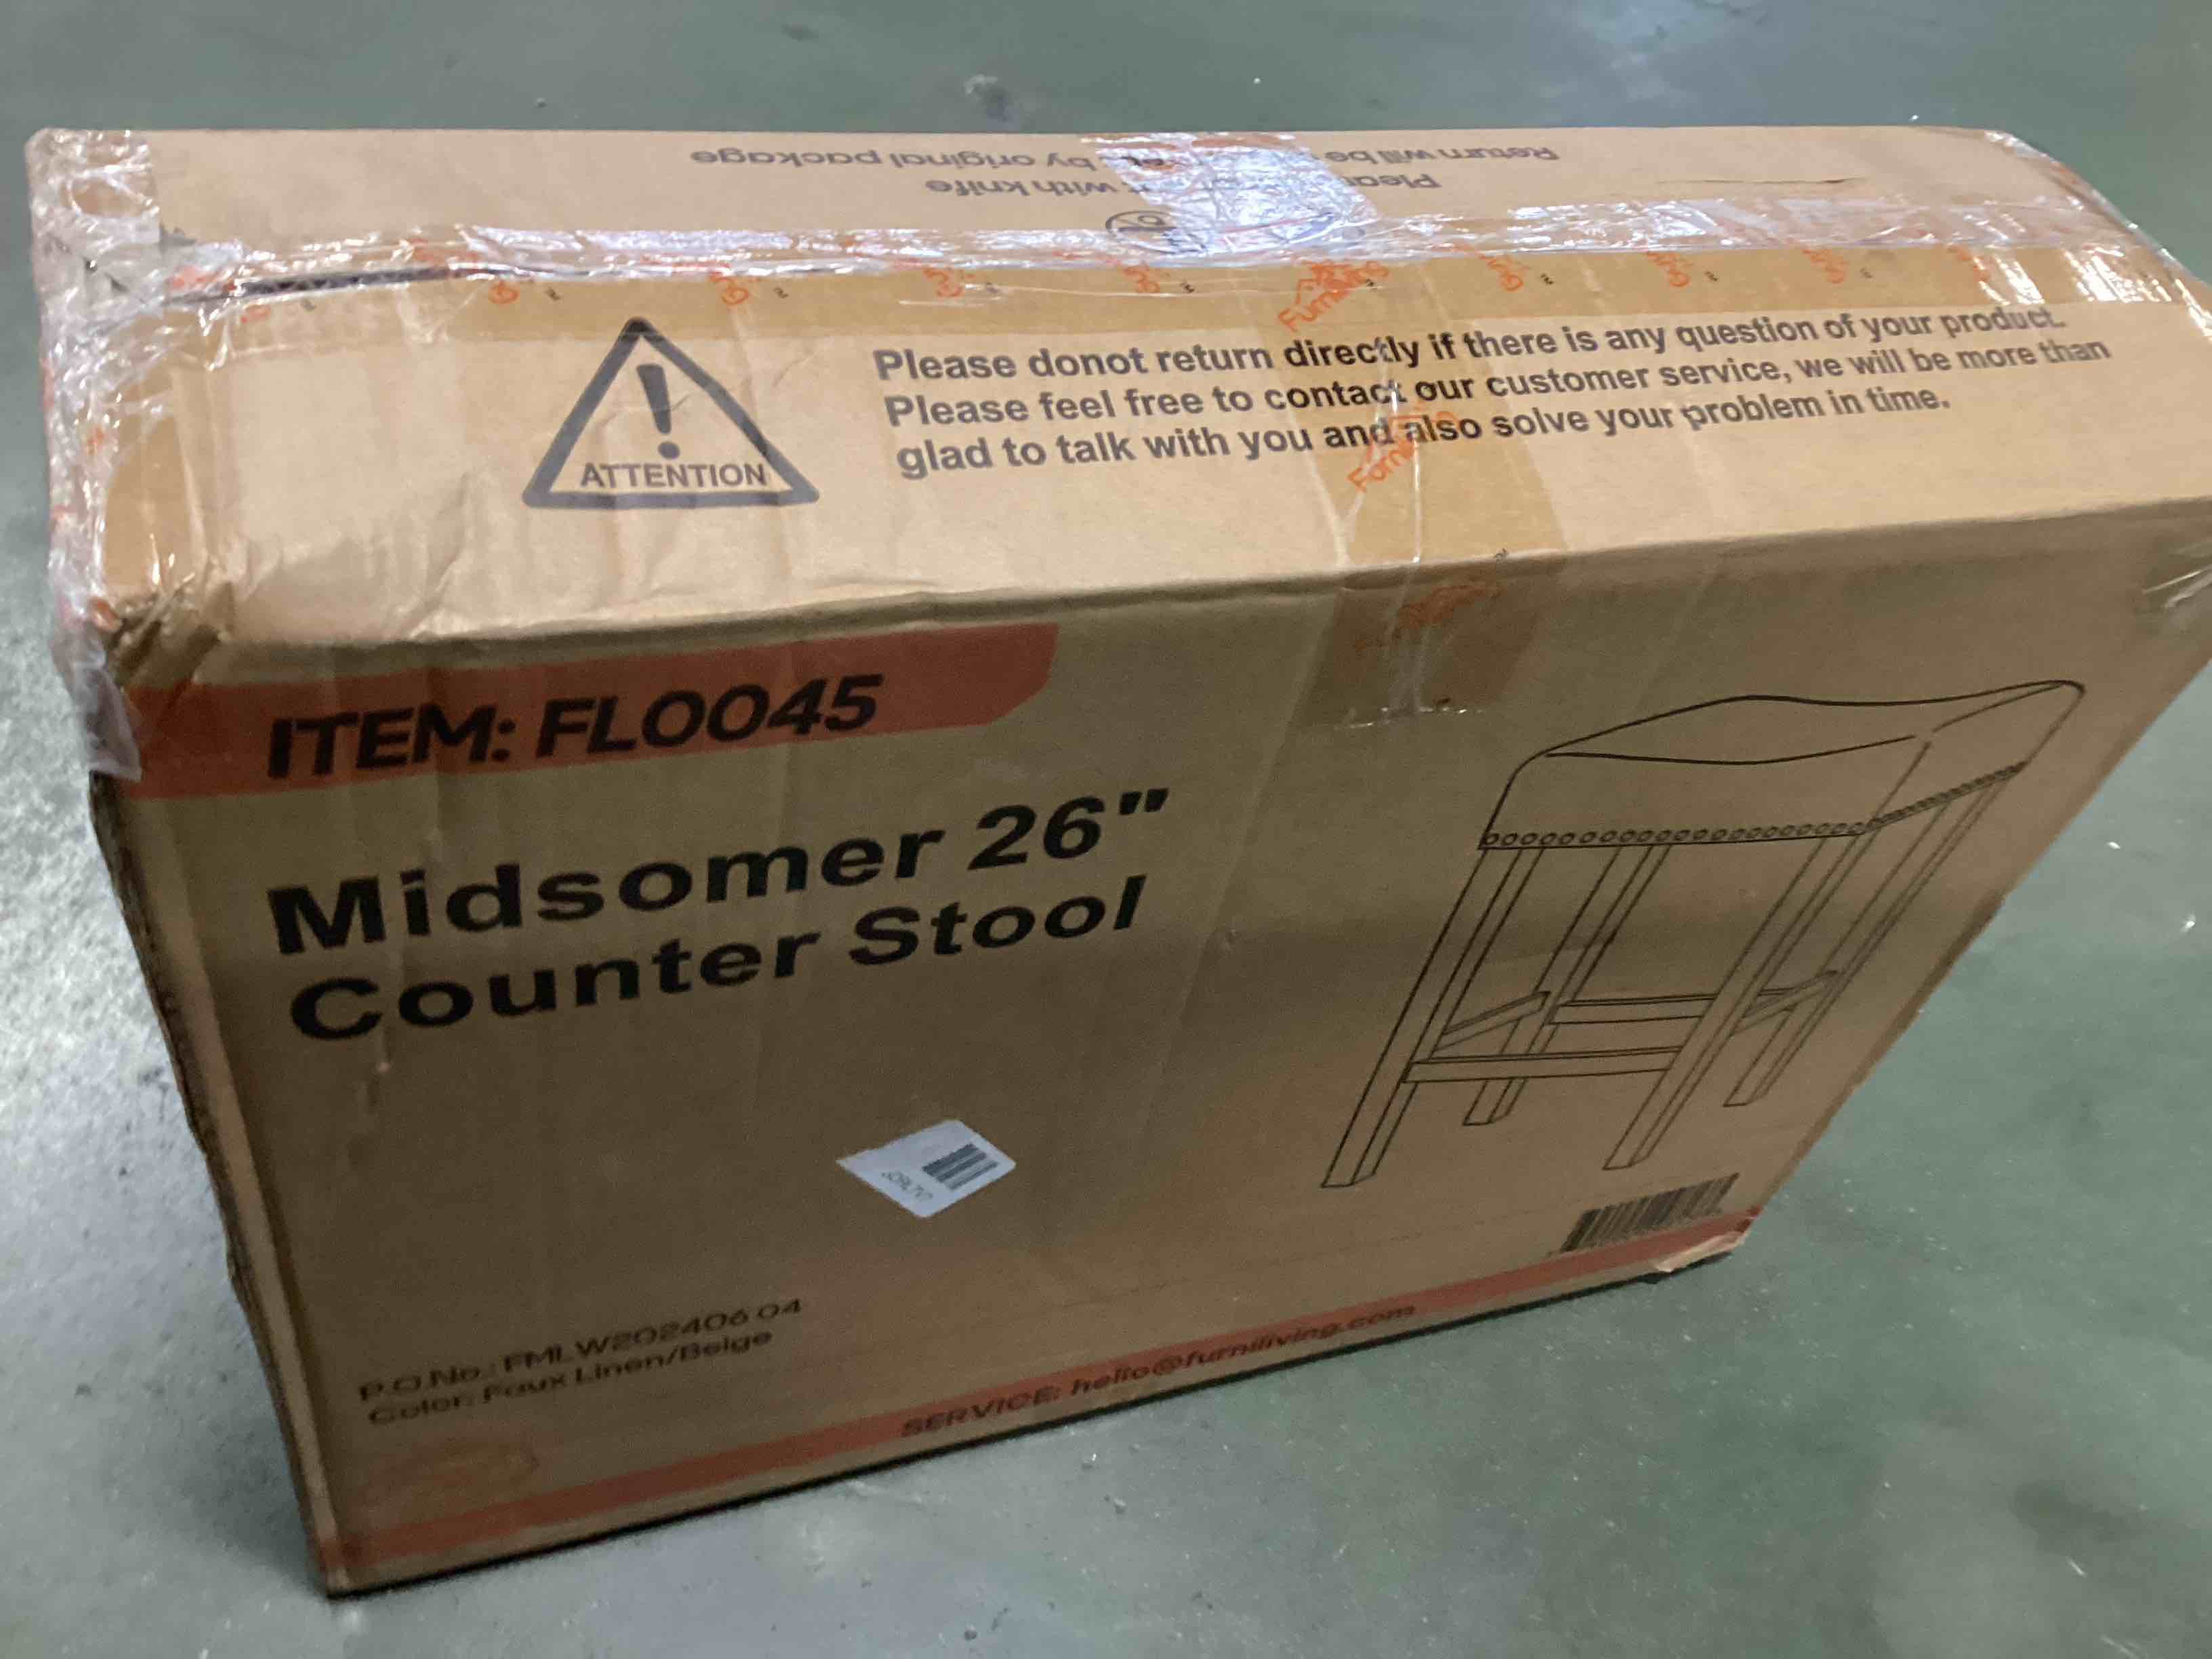 Return will be by original package
with knife
Please donot return directly if there is any question of your product.
Please feel free to contact our customer service, we will be more than
glad to talk with you and also solve your problem in time.
ATTENTION
ITEM: FL0045
Midsomer 26"
Counter Stool
P.O.No.: FMLW202406 04
Color: Faux Linen/Beige
SERVICE: hello@furniliving.com